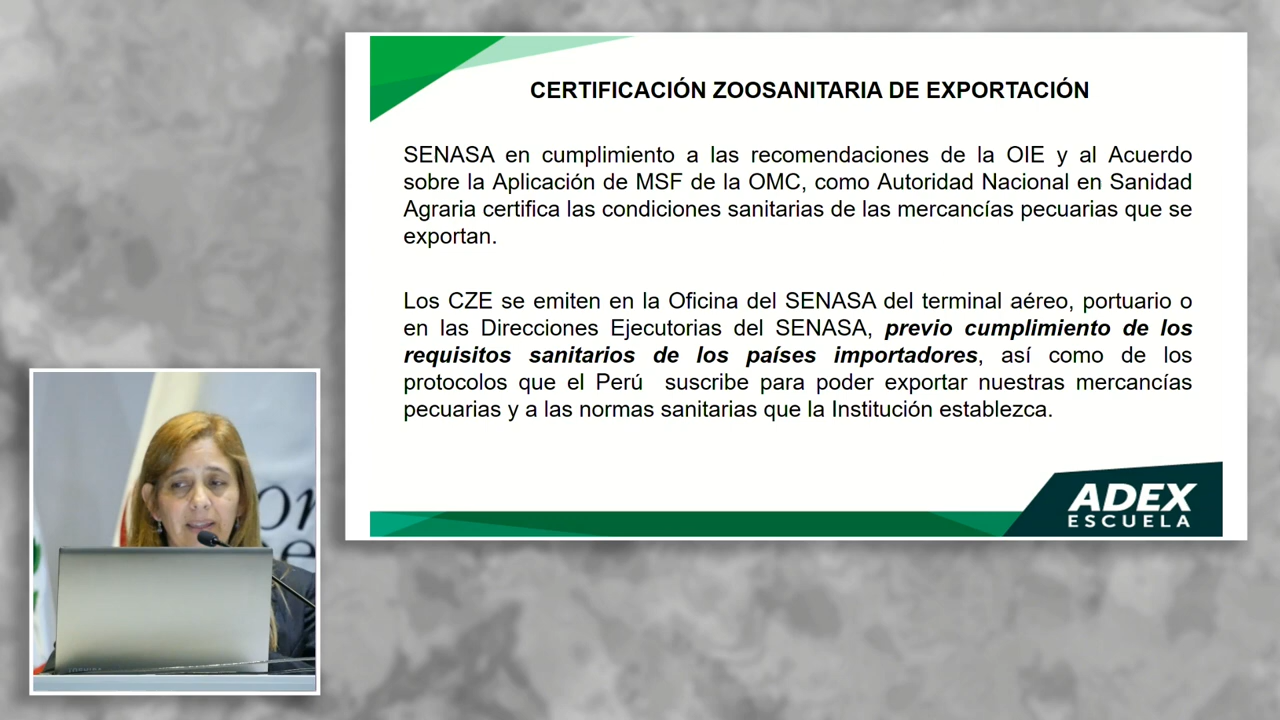 CERTIFICACIÓN ZOOSANITARIA DE EXPORTACIÓN
SENASA en cumplimiento a las recomendaciones de la OIE y al Acuerdo
sobre la Aplicación de MSF de la OMC, como Autoridad Nacional en Sanidad
Agraria certifica las condiciones sanitarias de las mercancías pecuarias que se
exportan.
Los CZE se emiten en la Oficina del SENASA del terminal aéreo, portuario o
en las Direcciones Ejecutorias del SENASA, previo cumplimiento de los
requisitos sanitarios de los países importadores, así como de los
protocolos que el Perú suscribe para poder exportar nuestras mercancías
pecuarias y a las normas sanitarias que la Institución establezca.
ADEX
ESCUELA